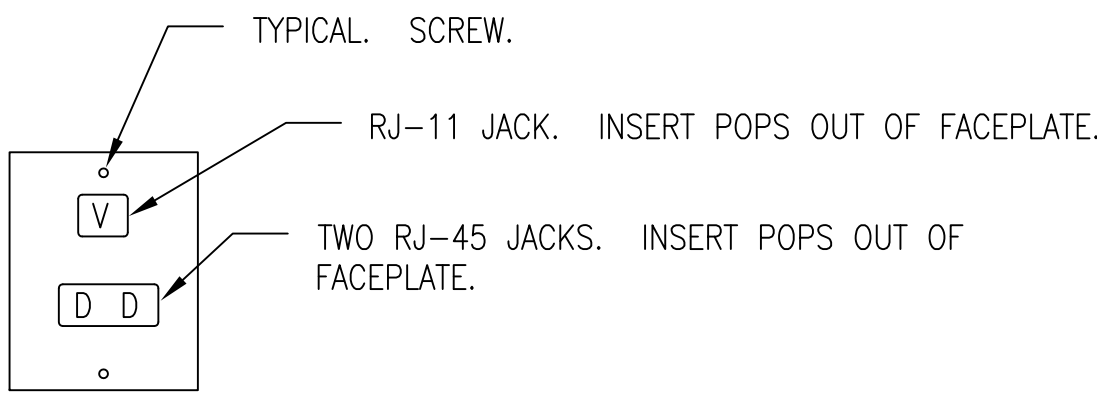 TYPICAL. SCREW.
RJ-11 JACK. INSERT POPS OUT OF FACEPLATE.
V
TWO RJ-45 JACKS. INSERT POPS OUT OF
FACEPLATE.
D D